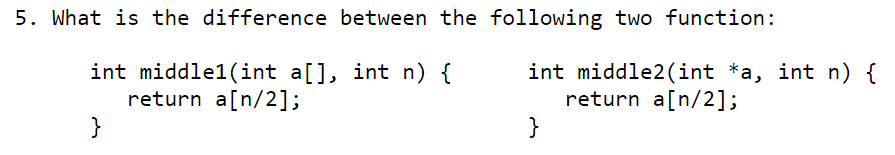 5. What is the difference between the following two function:
int middle1(int a[], int n) {
return a[n/2];
}
int middle2(int *a, int n) {
return a[n/2];
}